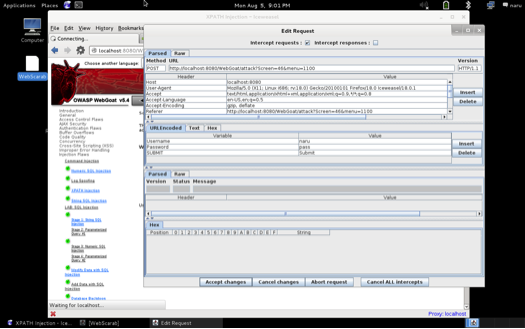 Applications Places Mon Aug 5, 9:01 PM naru
Computer
WebScarab
XPATH Injection - Iceweasel
File Edit View History Bookmarks
Connecting...
localhost:8080/W
Choose another language:
OWASP WebGoat v5.4
Introduction
General
Access Control Flaws
AJAX Security
Authentication Flaws
Buffer Overflows
Code Quality
Concurrency
Cross-Site Scripting (XSS)
Improper Error Handling
Injection Flaws
Command Injection
Numeric SQL Injection
Log Spoofing
XPATH Injection
String SQL Injection
LAB: SQL Injection
Stage 1: String SQL Injection
Stage 2: Parameterized Query #1
Stage 3: Numeric SQL Injection
Stage 4: Parameterized Query #2
Modify Data with SQL Injection
Add Data with SQL Injection
Database Backdoors
Waiting for localhost...
Edit Request
Intercept requests : Intercept responses :
Parsed Raw
Method URL Version
POST http://localhost:8080/WebGoat/attack?Screen=46&menu=1100 HTTP/1.1
Header Value
Host localhost:8080
User-Agent Mozilla/5.0 (X11; Linux i686; rv:18.0) Gecko/20100101 Firefox/18.0 Iceweasel/18.0.1
Accept text/html,application/xhtml+xml,application/xml;q=0.9,*/*;q=0.8
Accept-Language en-US,en;q=0.5
Accept-Encoding gzip, deflate
Referer http://localhost:8080/WebGoat/attack?Screen=46&menu=1100
Insert
Delete
URLEncoded Text Hex
Variable Value
Username naru
Password pass
SUBMIT Submit
Insert
Delete
Parsed Raw
Version Status Message
Header Value
Hex
Position 0 1 2 3 4 5 6 7 8 9 A B C D E F String
Accept changes Cancel changes Abort request Cancel ALL intercepts
Proxy: localhost
XPATH Injection - Ice... [WebScarab] Edit Request